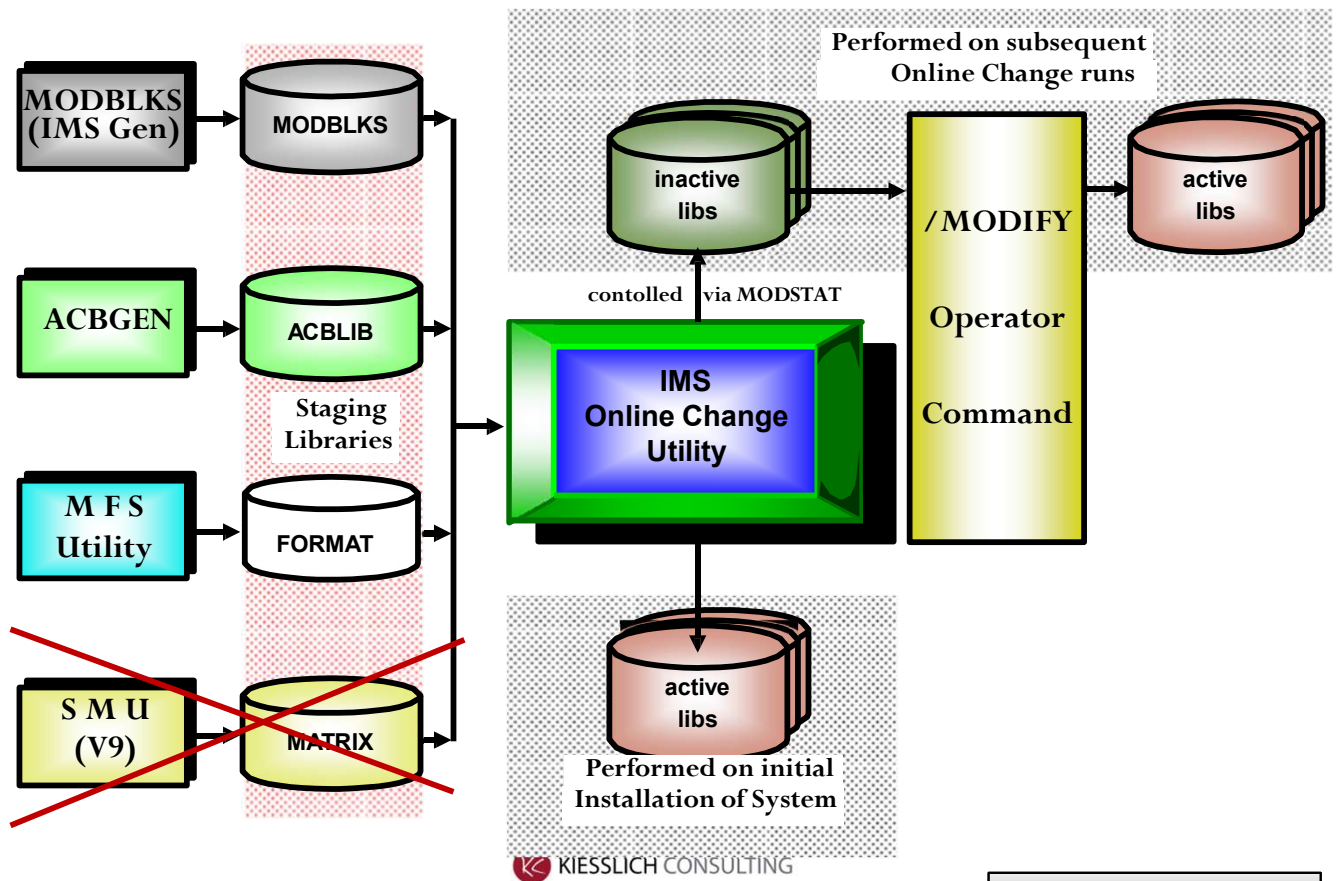 MODBLKS
(IMS Gen)
MODBLKS
ACBGEN
ACBLIB
Staging
Libraries
M F S
Utility
FORMAT
S M U
(V9)
MATRIX
Performed on subsequent
Online Change runs
inactive
libs
/MODIFY
Operator
Command
active
libs
contolled via MODSTAT
IMS
Online Change
Utility
active
libs
Performed on initial
Installation of System
KC KIESSLICH CONSULTING